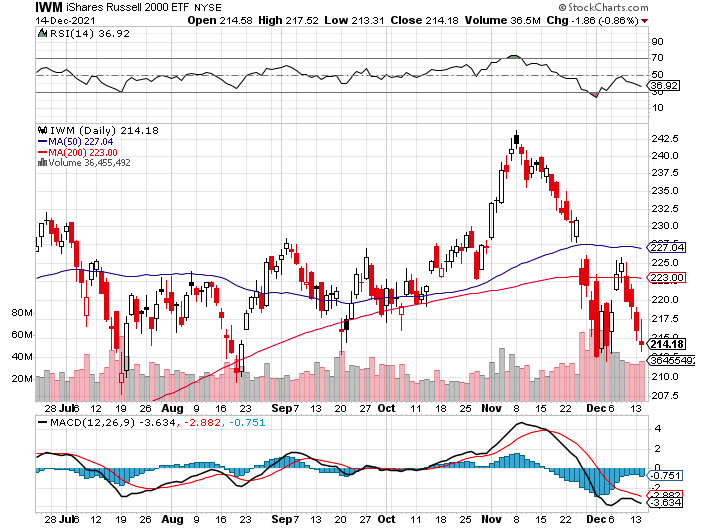 IWM iShares Russell 2000 ETF NYSE © StockCharts.com
14-Dec-2021 Open 214.58 High 217.52 Low 213.31 Close 214.18 Volume 36.5M Chg -1.86 (-0.86%)
RSI(14) 36.92
90
70
50
36.92
30
10
IWM (Daily) 214.18
MA(50) 227.04
MA(200) 223.00
Volume 36,455,492
242.5
240.0
237.5
235.0
232.5
230.0
227.04
225.0
223.00
220.0
217.5
80M
60M
214.18
40M
36455492
210.0
20M
207.5
28 Jul6 12 19 26 Aug 9 16 23 Sep 7 13 20 27 Oct 11 18 25 Nov 8 15 22 Dec 6 13
MACD(12,26,9) -3.634, -2.882, -0.751
4
2
0
-0.751
-2.882
-3.634
28 Jul6 12 19 26 Aug 9 16 23 Sep 7 13 20 27 Oct 11 18 25 Nov 8 15 22 Dec 6 13